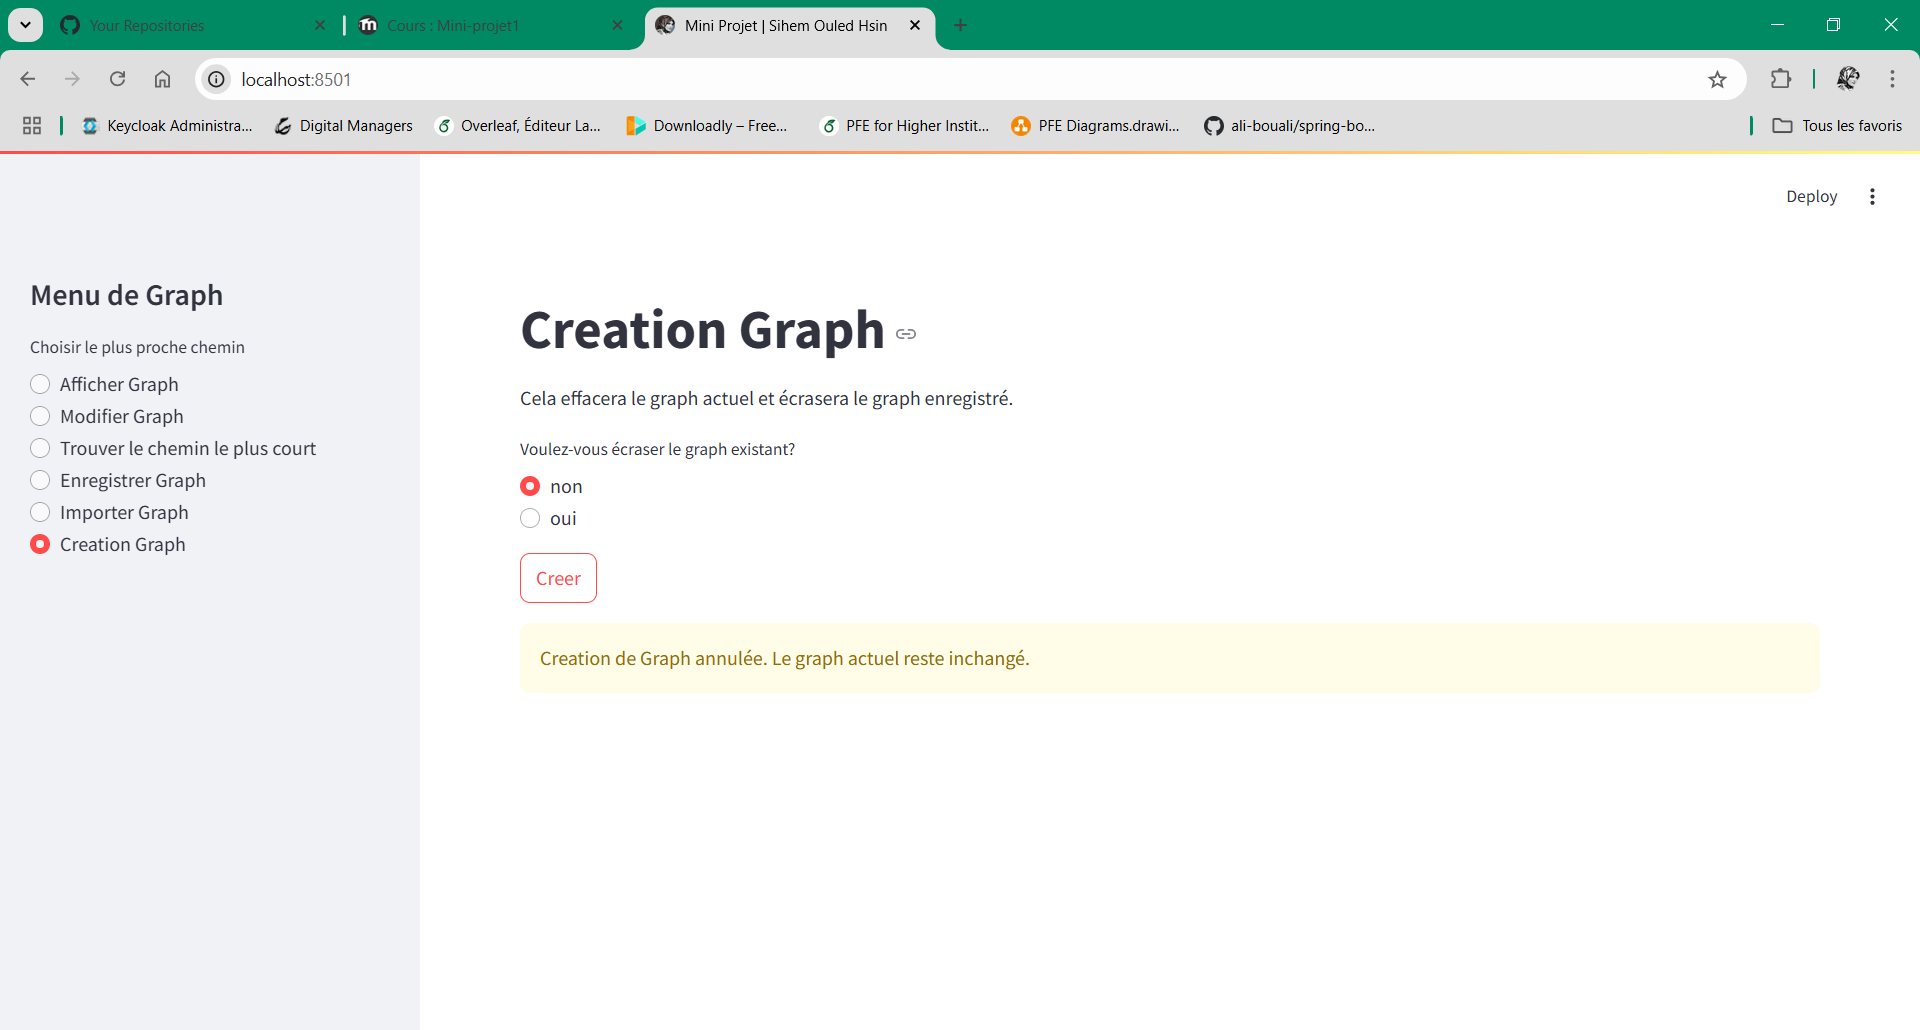 Your Repositories
Cours : Mini-projet1
Mini Projet | Sihem Ouled Hsin
localhost:8501
Keycloak Administra...
Digital Managers
Overleaf, Éditeur La...
Downloadly – Free...
PFE for Higher Instit...
PFE Diagrams.drawi...
ali-bouali/spring-bo...
Tous les favoris
Deploy
Menu de Graph
Choisir le plus proche chemin
Afficher Graph
Modifier Graph
Trouver le chemin le plus court
Enregistrer Graph
Importer Graph
Creation Graph
Creation Graph
Cela effacera le graph actuel et écrasera le graph enregistré.
Voulez-vous écraser le graph existant?
non
oui
Creer
Creation de Graph annulée. Le graph actuel reste inchangé.